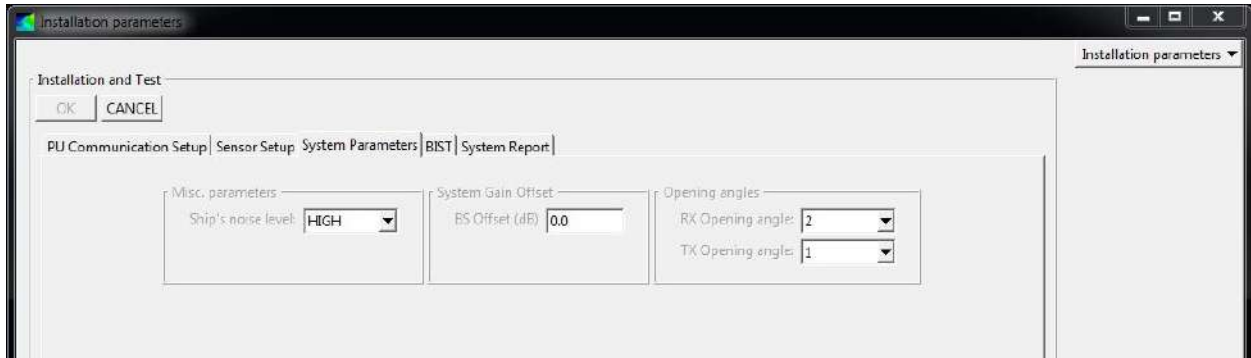 Installation parameters
Installation parameters
Installation and Test
OK CANCEL
PU Communication Setup Sensor Setup System Parameters BIST System Report
Misc. parameters System Gain Offset Opening angles
Ship's noise level: HIGH BS Offset (dB) 0.0 RX Opening angle: 2
TX Opening angle: 1